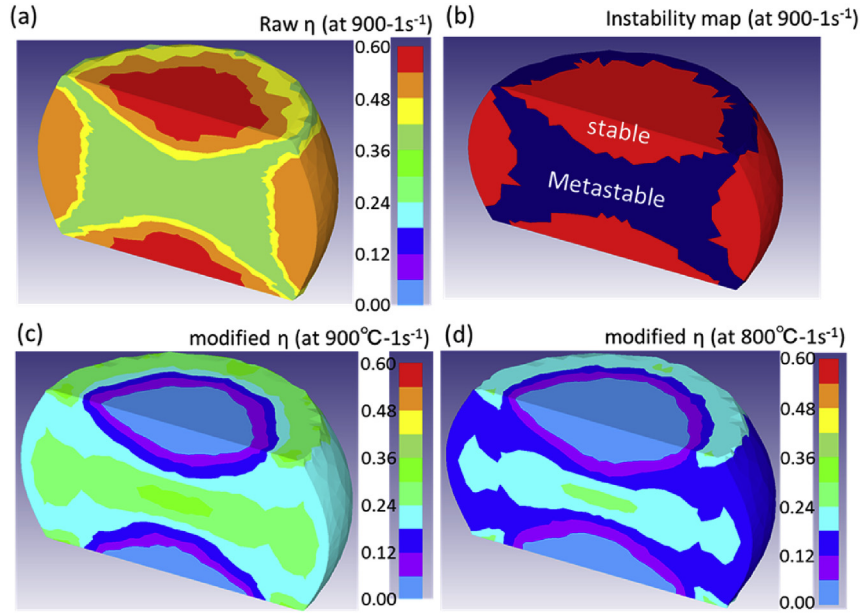 (a)
Raw η (at 900-1s⁻¹)
0.60
0.48
0.36
0.24
0.12
0.00
(b)
Instability map (at 900-1s⁻¹)
stable
Metastable
(c)
modified η (at 900℃-1s⁻¹)
0.60
0.48
0.36
0.24
0.12
0.00
(d)
modified η (at 800℃-1s⁻¹)
0.60
0.48
0.36
0.24
0.12
0.00